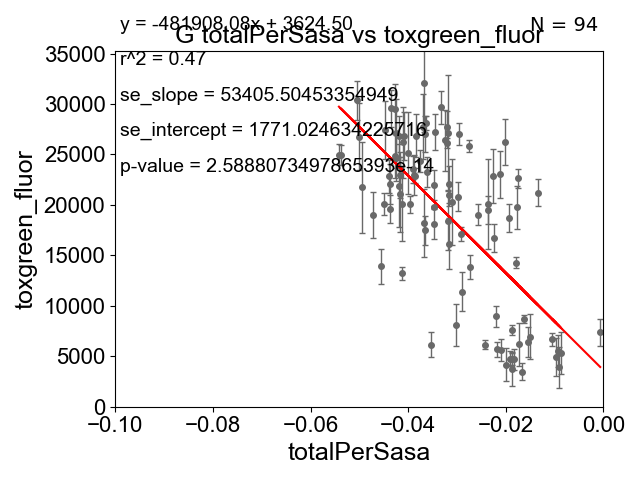 y = -481908.08x + 3624.50
N = 94
G totalPerSasa vs toxgreen_fluor
r^2 = 0.47
se_slope = 53405.50453354949
se_intercept = 1771.024634225716
p-value = 2.5888073497865393e-14
toxgreen_fluor
35000
30000
25000
20000
15000
10000
5000
0
−0.10
−0.08
−0.06
−0.04
−0.02
0.00
totalPerSasa